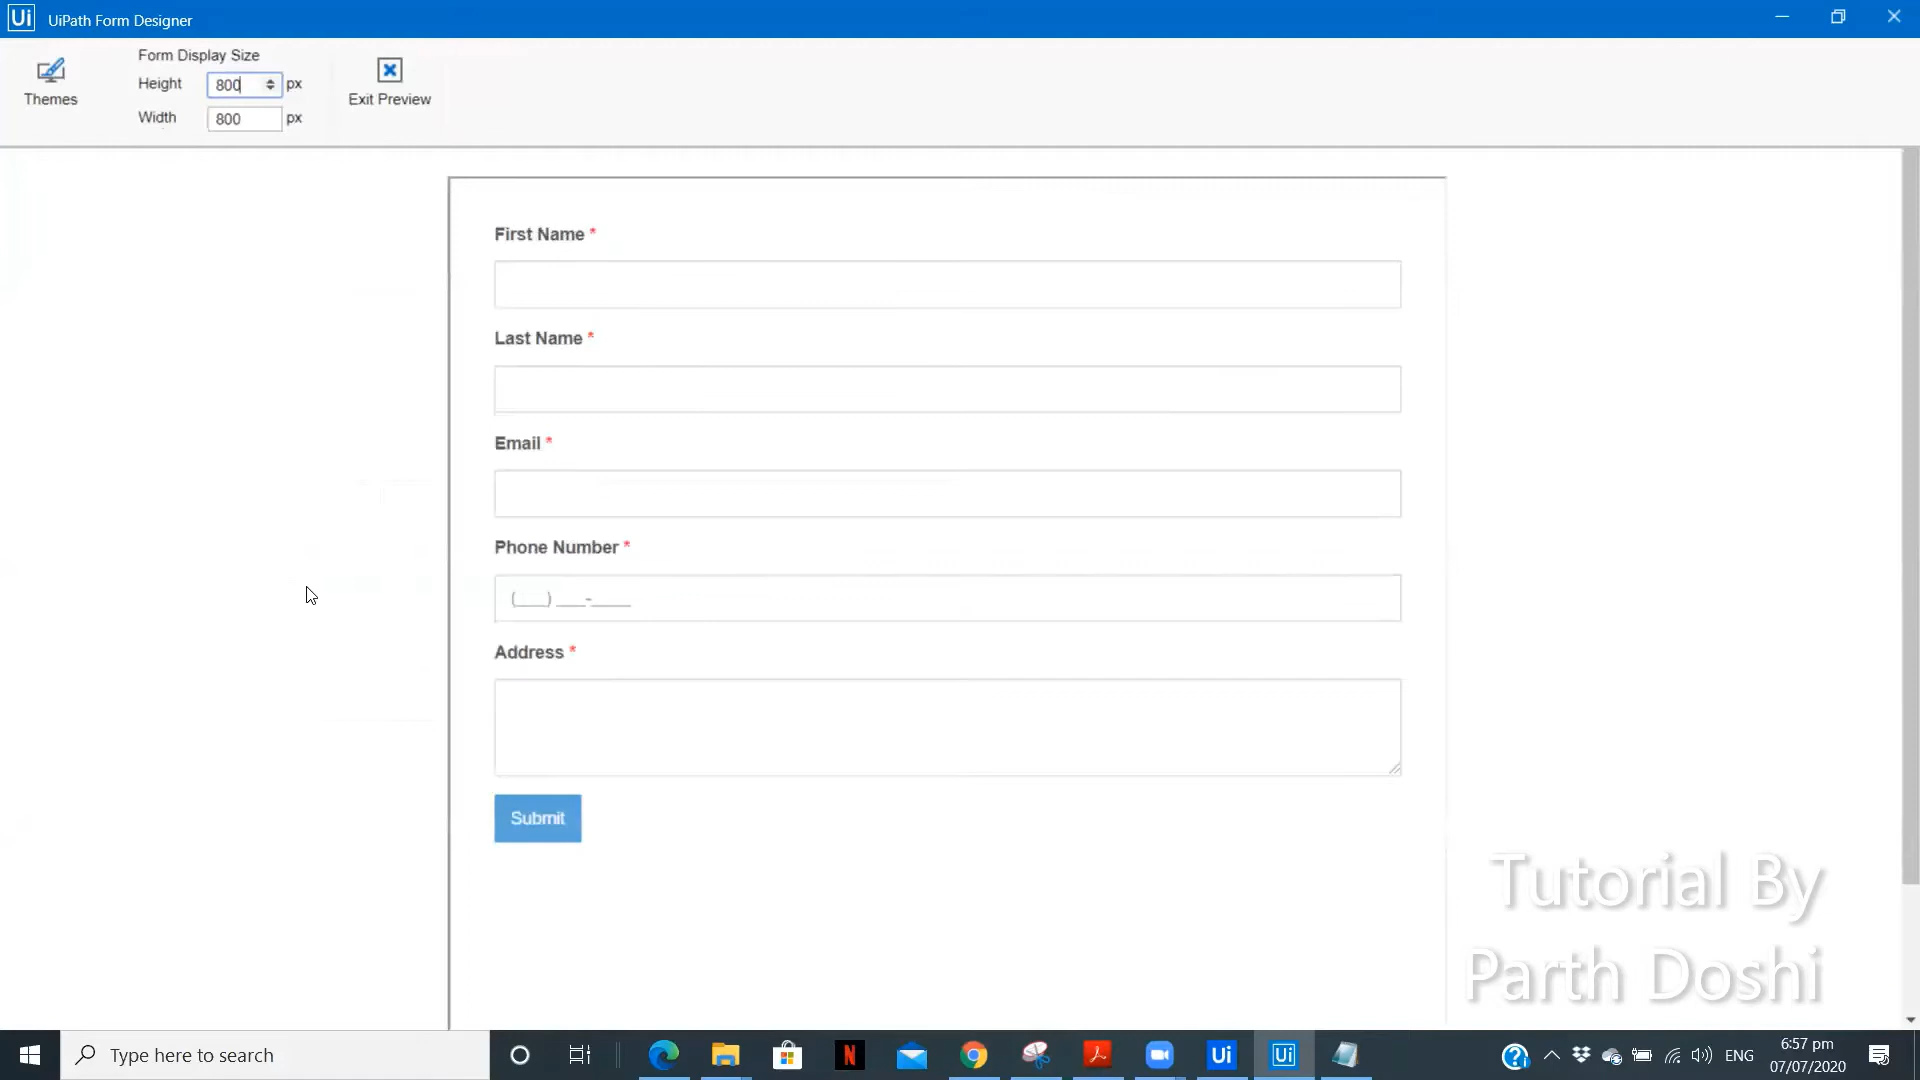 Ui UiPath Form Designer
Themes
Form Display Size
Height 800 px
Width 800 px
Exit Preview
First Name *
Last Name *
Email *
Phone Number *
(___) ___-____
Address *
Submit
Tutorial By
Parth Doshi
Type here to search
N
Ui
Ui
ENG
6:57 pm
07/07/2020